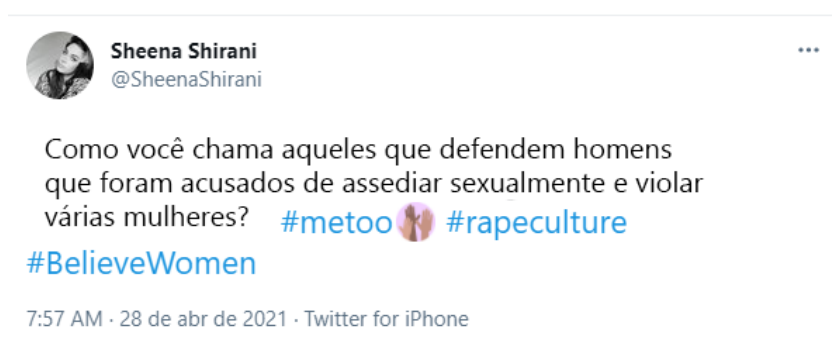 Sheena Shirani
@SheenaShirani
Como você chama aqueles que defendem homens
que foram acusados de assediar sexualmente e violar
várias mulheres? #metoo #rapeculture
#BelieveWomen
7:57 AM · 28 de abr de 2021 · Twitter for iPhone